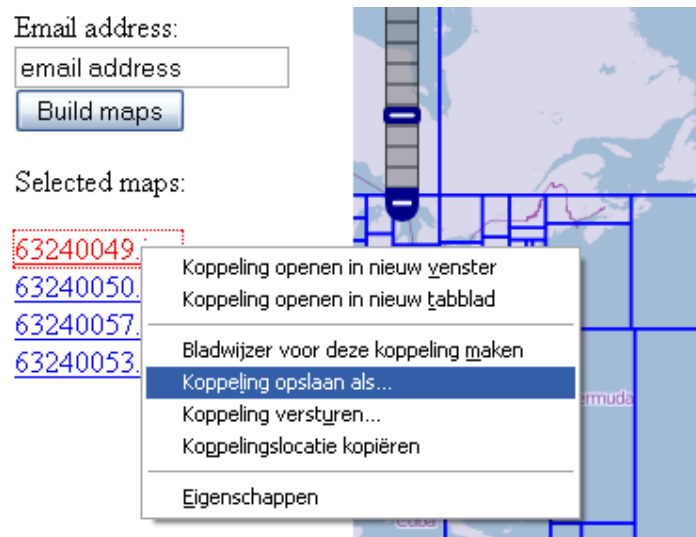 Email address:
email address
Build maps
Selected maps:
63240049.
63240050.
63240057.
63240053.
Koppeling openen in nieuw venster
Koppeling openen in nieuw tabblad
Bladwijzer voor deze koppeling maken
Koppeling opslaan als...
Koppeling versturen...
Koppelingslocatie kopiëren
Eigenschappen
ermuda
Cuba